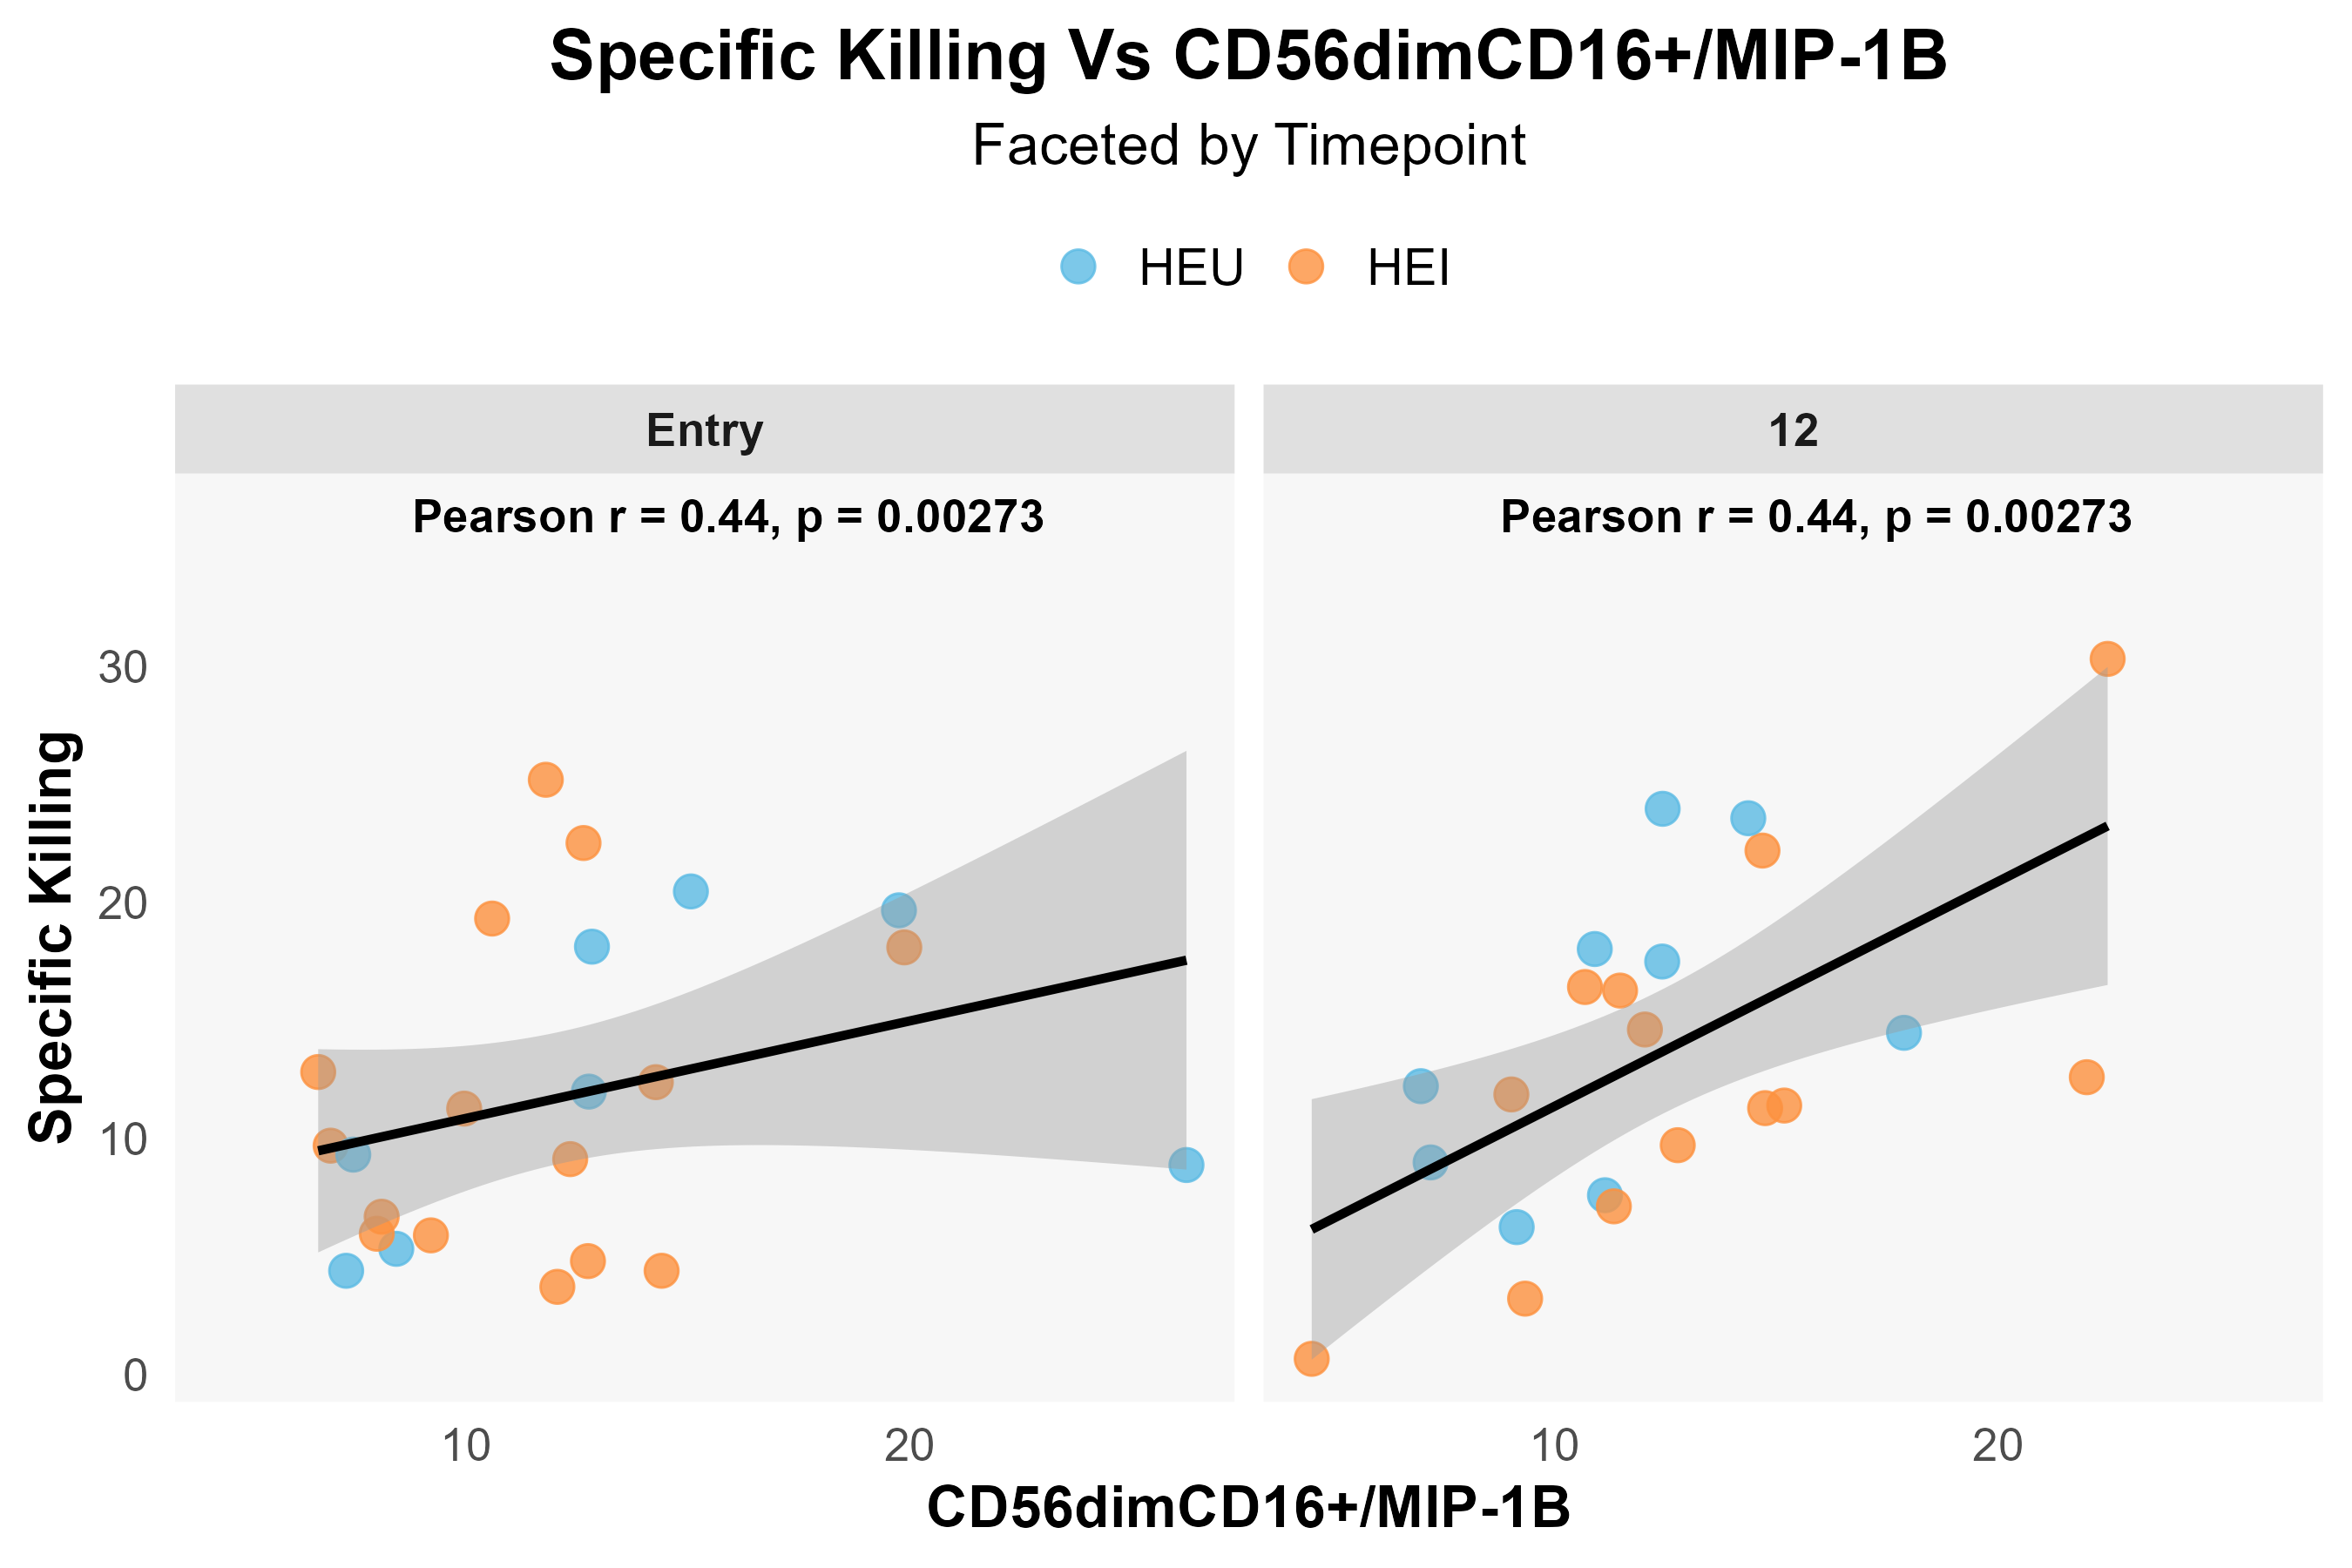 Specific Killing Vs CD56dimCD16+/MIP-1B
Faceted by Timepoint
HEU HEI
Entry 12
Pearson r = 0.44, p = 0.00273 Pearson r = 0.44, p = 0.00273
Specific Killing
30
20
10
0
10 20 10 20
CD56dimCD16+/MIP-1B